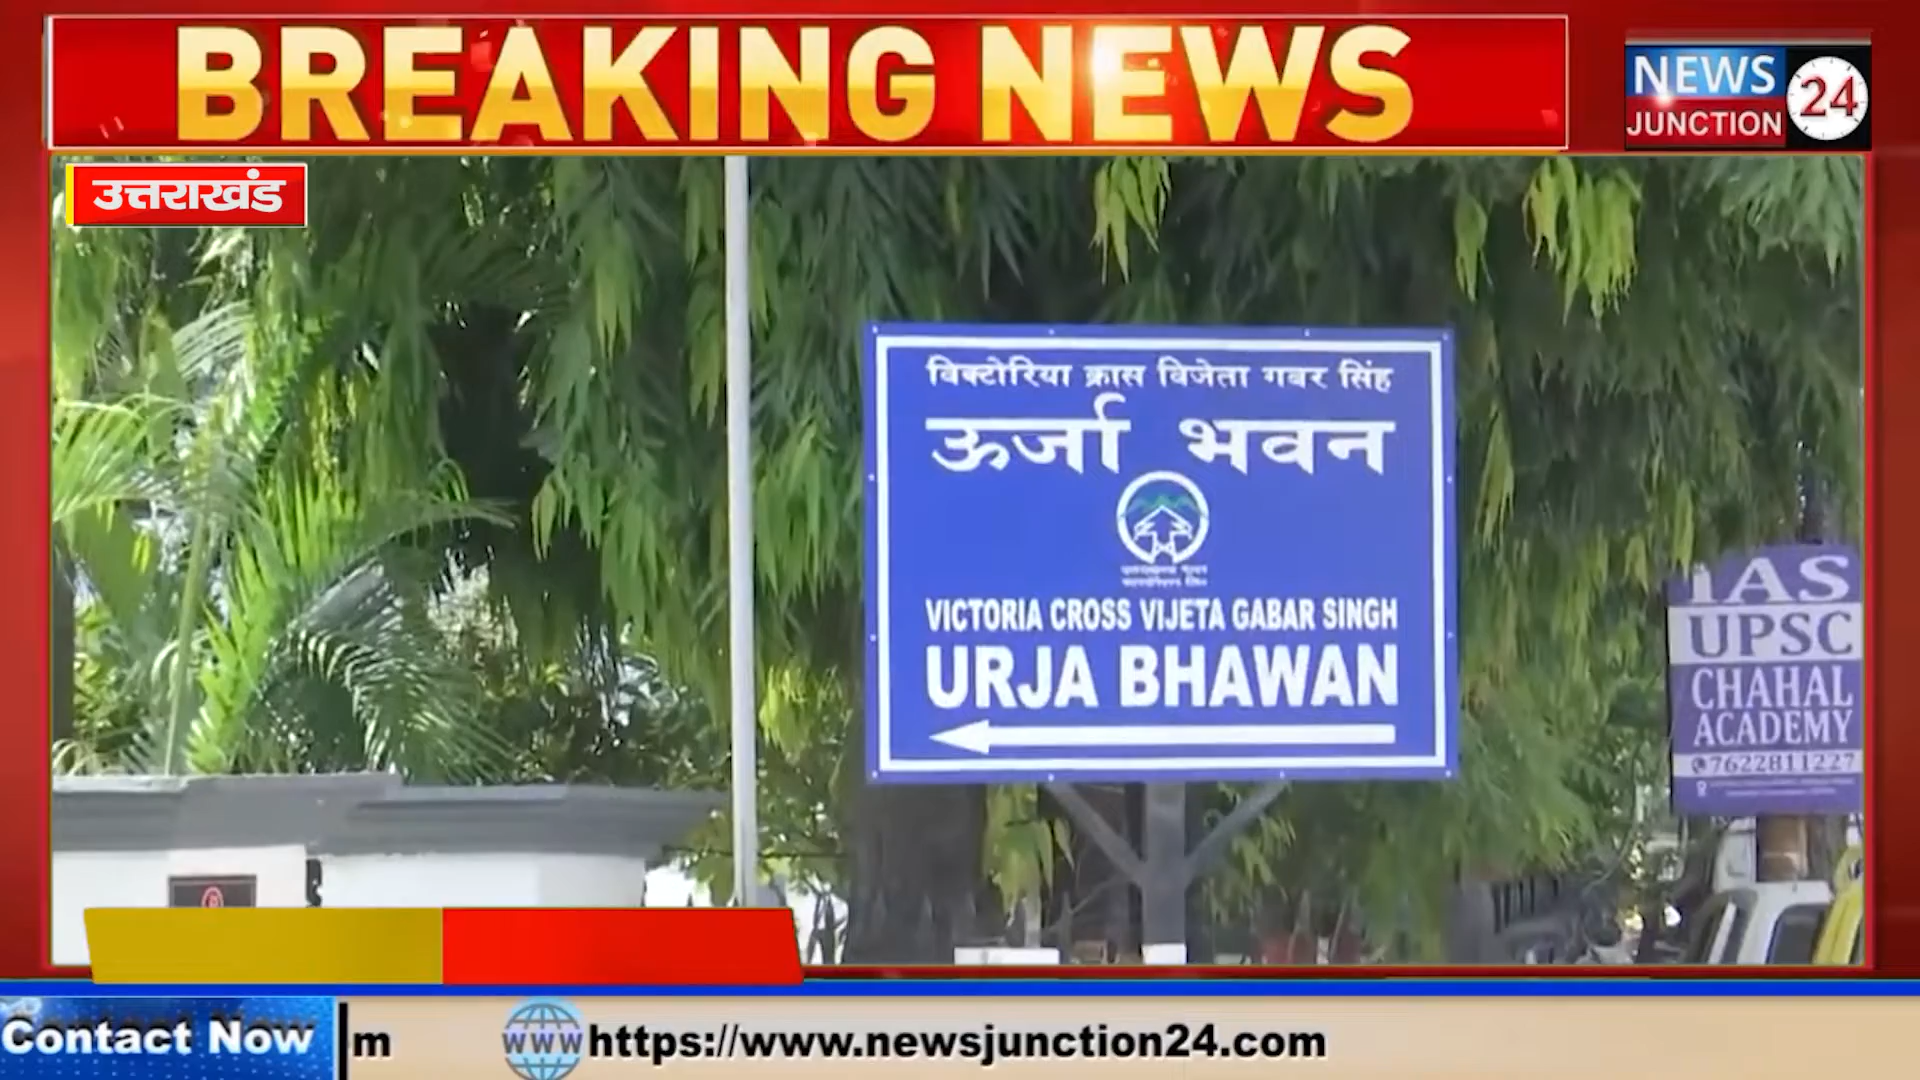 BREAKING NEWS
NEWS
JUNCTION
24
उत्तराखंड
विक्टोरिया क्रास विजेता गबर सिंह
ऊर्जा भवन
VICTORIA CROSS VIJETA GABAR SINGH
URJA BHAWAN
IAS
UPSC
CHAHAL
ACADEMY
7622811227
Contact Now
m
www
https://www.newsjunction24.com